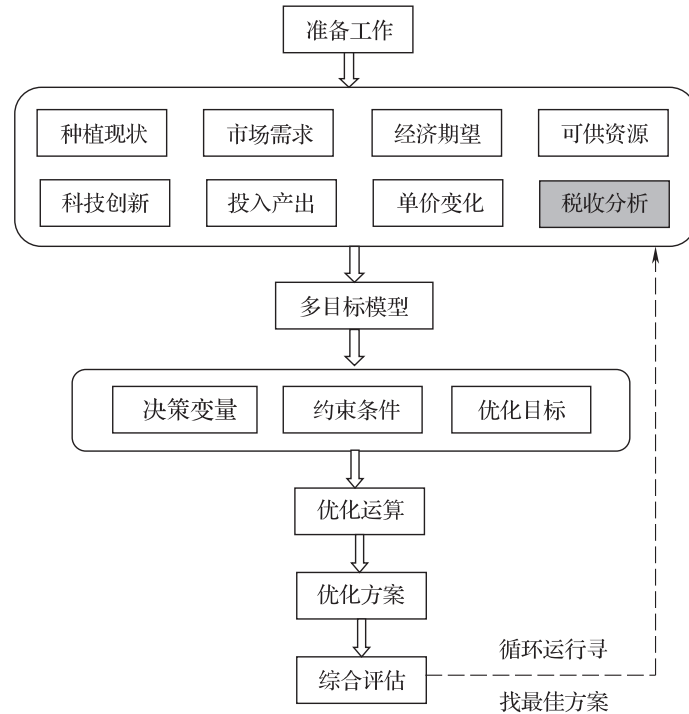 准备工作
种植现状
市场需求
经济期望
可供资源
科技创新
投入产出
单价变化
税收分析
多目标模型
决策变量
约束条件
优化目标
优化运算
优化方案
综合评估
循环运行寻
找最佳方案